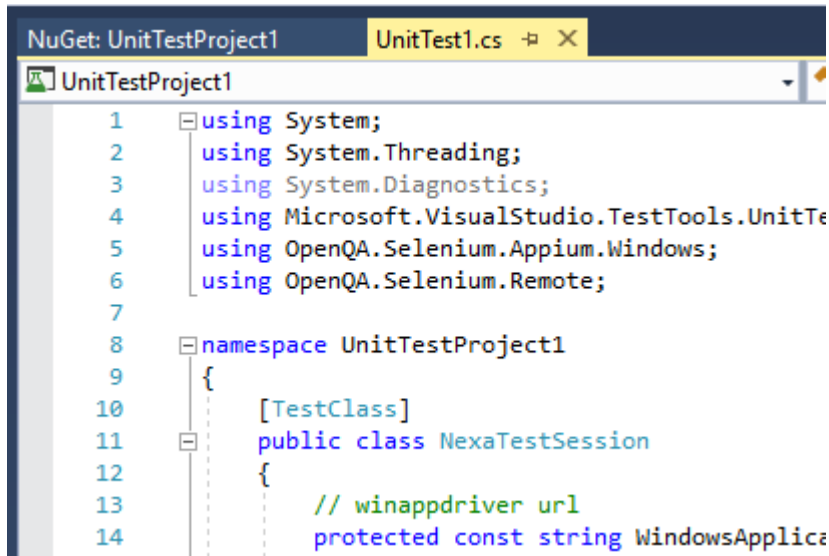 NuGet: UnitTestProject1 UnitTest1.cs
UnitTestProject1
1 using System;
2 using System.Threading;
3 using System.Diagnostics;
4 using Microsoft.VisualStudio.TestTools.UnitTe
5 using OpenQA.Selenium.Appium.Windows;
6 using OpenQA.Selenium.Remote;
7
8 namespace UnitTestProject1
9 {
10 [TestClass]
11 public class NexaTestSession
12 {
13 // winappdriver url
14 protected const string WindowsApplica